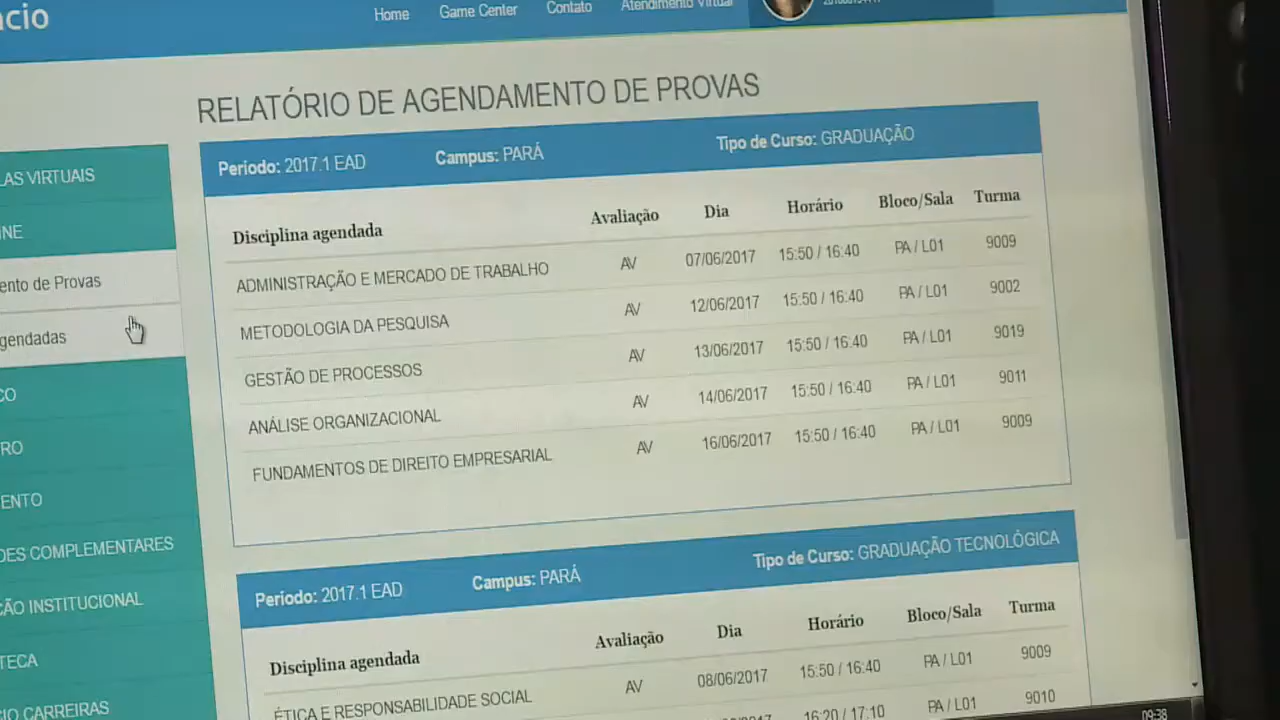 cio Home Game Center Contato Atendimento Virtual
RELATÓRIO DE AGENDAMENTO DE PROVAS
Período: 2017.1 EAD Campus: PARÁ Tipo de Curso: GRADUAÇÃO
Disciplina agendada Avaliação Dia Horário Bloco/Sala Turma
ADMINISTRAÇÃO E MERCADO DE TRABALHO AV 07/06/2017 15:50 / 16:40 PA / L01 9009
METODOLOGIA DA PESQUISA AV 12/06/2017 15:50 / 16:40 PA / L01 9002
GESTÃO DE PROCESSOS AV 13/06/2017 15:50 / 16:40 PA / L01 9019
ANÁLISE ORGANIZACIONAL AV 14/06/2017 15:50 / 16:40 PA / L01 9011
FUNDAMENTOS DE DIREITO EMPRESARIAL AV 16/06/2017 15:50 / 16:40 PA / L01 9009
Período: 2017.1 EAD Campus: PARÁ Tipo de Curso: GRADUAÇÃO TECNOLÓGICA
Disciplina agendada Avaliação Dia Horário Bloco/Sala Turma
ÉTICA E RESPONSABILIDADE SOCIAL AV 08/06/2017 15:50 / 16:40 PA / L01 9009
16:20 / 17:10 PA / L01 9010
LAS VIRTUAIS
INE
ento de Provas
gendadas
CO
RO
ENTO
DES COMPLEMENTARES
ÇÃO INSTITUCIONAL
TECA
IO CARREIRAS
09:38